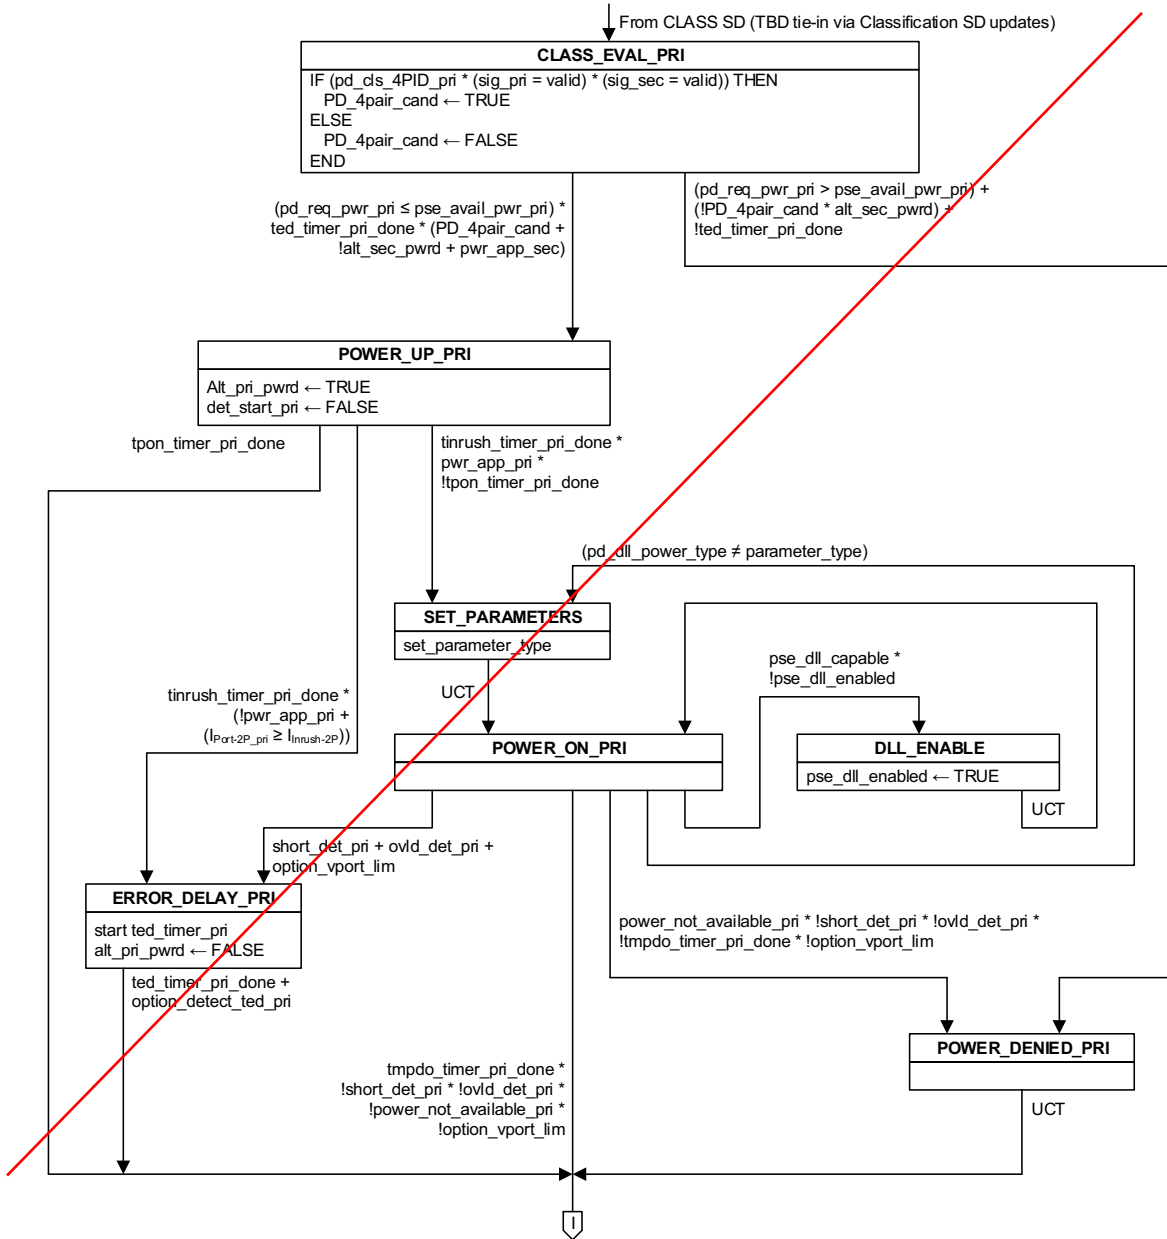 From CLASS SD (TBD tie-in via Classification SD updates)
CLASS_EVAL_PRI
IF (pd_cls_4PID_pri * (sig_pri = valid) * (sig_sec = valid)) THEN
PD_4pair_cand ← TRUE
ELSE
PD_4pair_cand ← FALSE
END
(pd_req_pwr_pri ≤ pse_avail_pwr_pri) *
ted_timer_pri_done * (PD_4pair_cand +
!alt_sec_pwrd + pwr_app_sec)
(pd_req_pwr_pri > pse_avail_pwr_pri) +
(!PD_4pair_cand * alt_sec_pwrd) +
!ted_timer_pri_done
POWER_UP_PRI
Alt_pri_pwrd ← TRUE
det_start_pri ← FALSE
tpon_timer_pri_done
tinrush_timer_pri_done *
pwr_app_pri *
!tpon_timer_pri_done
(pd_dll_power_type ≠ parameter_type)
SET_PARAMETERS
set_parameter_type
UCT
pse_dll_capable *
!pse_dll_enabled
tinrush_timer_pri_done *
(!pwr_app_pri +
(IPort-2P_pri ≥ IInrush-2P))
POWER_ON_PRI
DLL_ENABLE
pse_dll_enabled ← TRUE
UCT
short_det_pri + ovld_det_pri +
option_vport_lim
ERROR_DELAY_PRI
start ted_timer_pri
alt_pri_pwrd ← FALSE
ted_timer_pri_done +
option_detect_ted_pri
power_not_available_pri * !short_det_pri * !ovld_det_pri *
!tmpdo_timer_pri_done * !option_vport_lim
POWER_DENIED_PRI
UCT
tmpdo_timer_pri_done *
!short_det_pri * !ovld_det_pri *
!power_not_available_pri *
!option_vport_lim
I